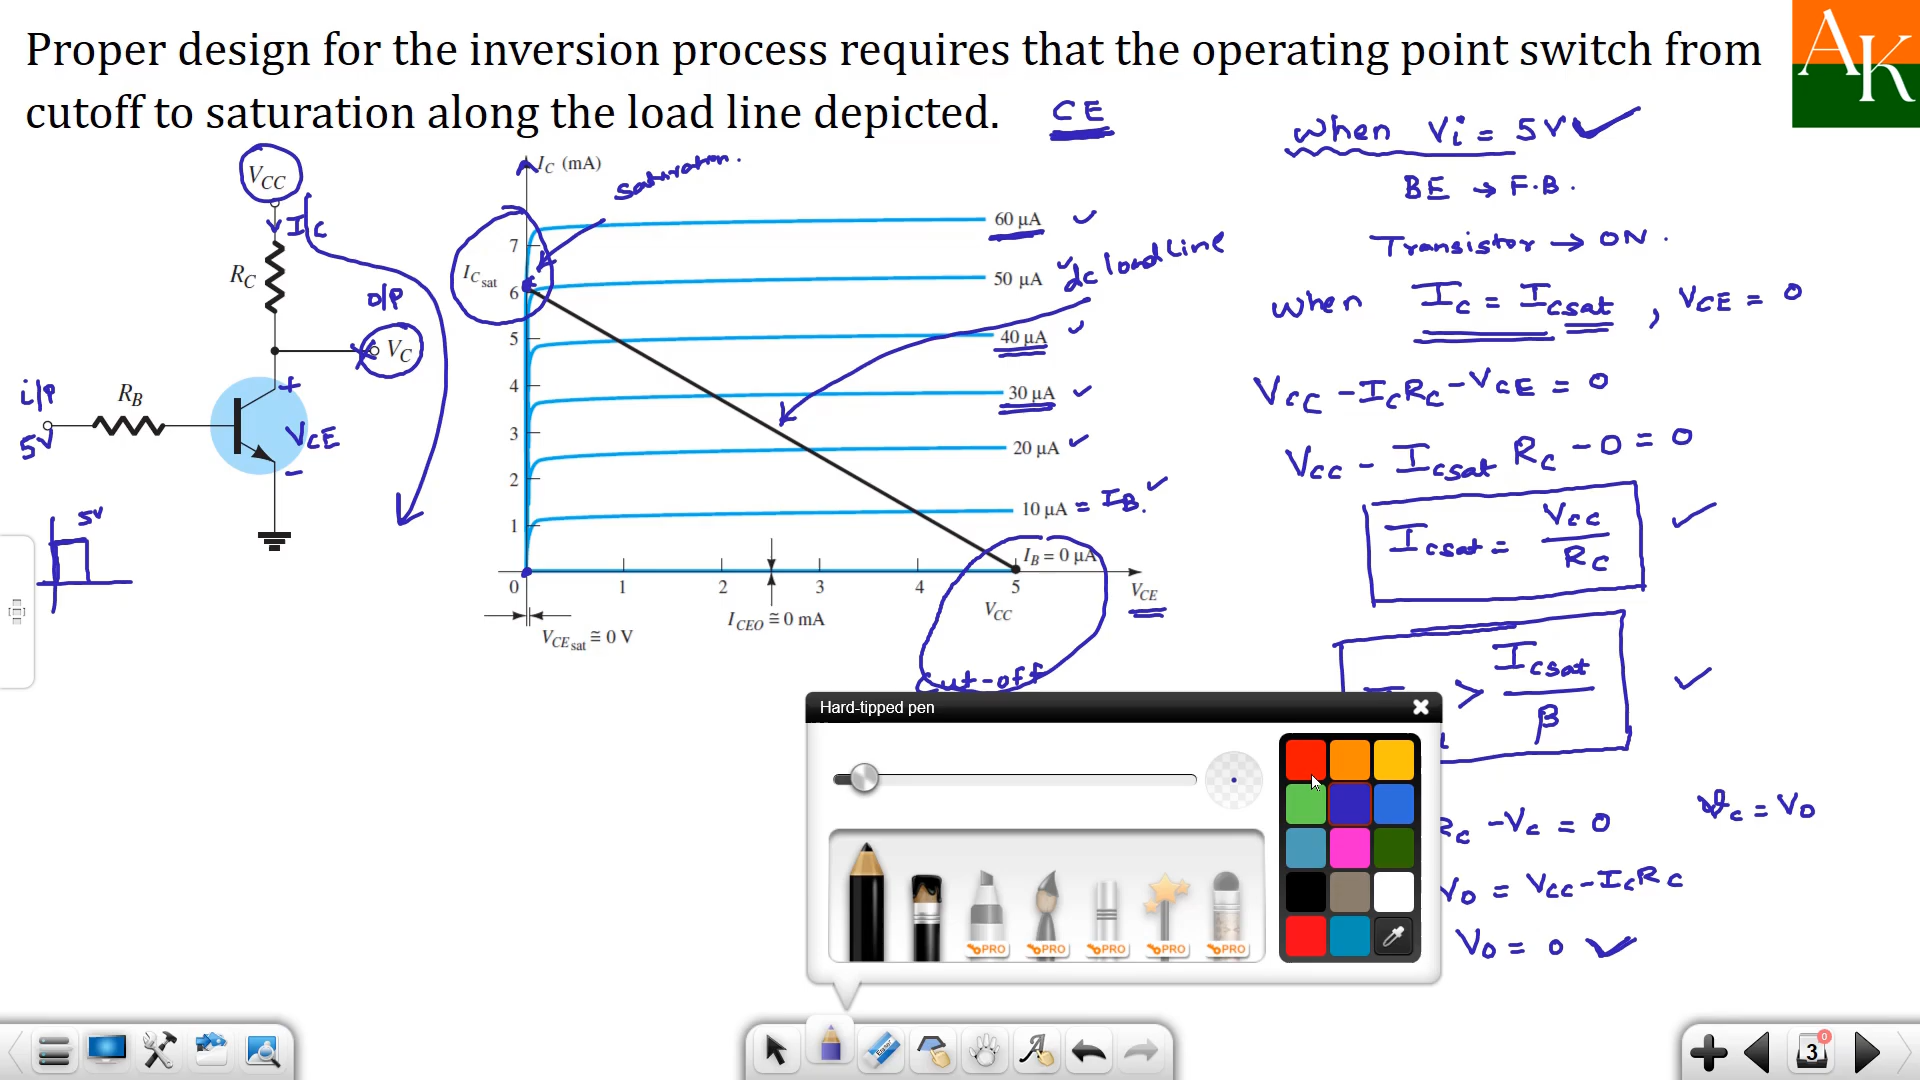 Proper design for the inversion process requires that the operating point switch from
cutoff to saturation along the load line depicted.
AK
CE
VCC
IC
RC
o/p
VC
i/p
RB
5V
+
VCE
-
5V
IC (mA)
saturation.
ICsat
7
6
5
4
3
2
1
0
1
2
3
4
5
60 µA
50 µA
dc load line
40 µA
30 µA
20 µA
10 µA = IB.
IB = 0 µA
VCE
VCC
ICEO ≅ 0 mA
VCEsat ≅ 0 V
Cut-off
When Vi = 5V
BE → F.B.
Transistor → ON.
When IC = ICsat, VCE = 0
VCC - ICRC - VCE = 0
VCC - ICsat RC - 0 = 0
ICsat = VCC / RC
> ICsat / β
RC - VC = 0
VC = VO
VO = VCC - ICRC
VO = 0
Hard-tipped pen
PRO
PRO
PRO
PRO
PRO
Eraser
A
3
0